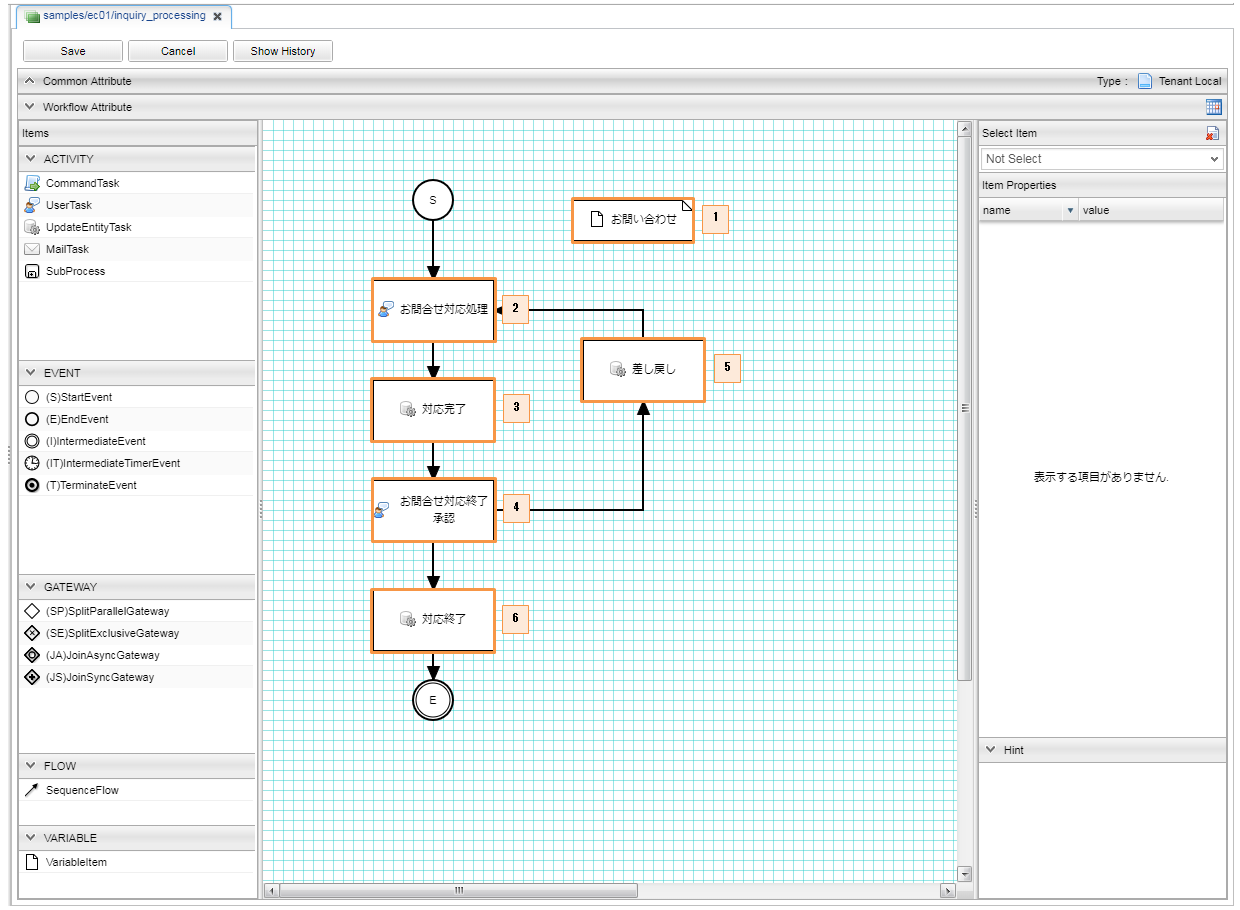 samples/ec01/inquiry_processing
Save
Cancel
Show History
Common Attribute
Type :
Tenant Local
Workflow Attribute
Items
ACTIVITY
CommandTask
UserTask
UpdateEntityTask
MailTask
SubProcess
EVENT
(S)StartEvent
(E)EndEvent
(I)IntermediateEvent
(IT)IntermediateTimerEvent
(T)TerminateEvent
GATEWAY
(SP)SplitParallelGateway
(SE)SplitExclusiveGateway
(JA)JoinAsyncGateway
(JS)JoinSyncGateway
FLOW
SequenceFlow
VARIABLE
VariableItem
S
お問い合わせ
1
お問合せ対応処理
2
差し戻し
5
対応完了
3
お問合せ対応終了
承認
4
対応終了
6
E
Select Item
Not Select
Item Properties
name
value
表示する項目がありません.
Hint